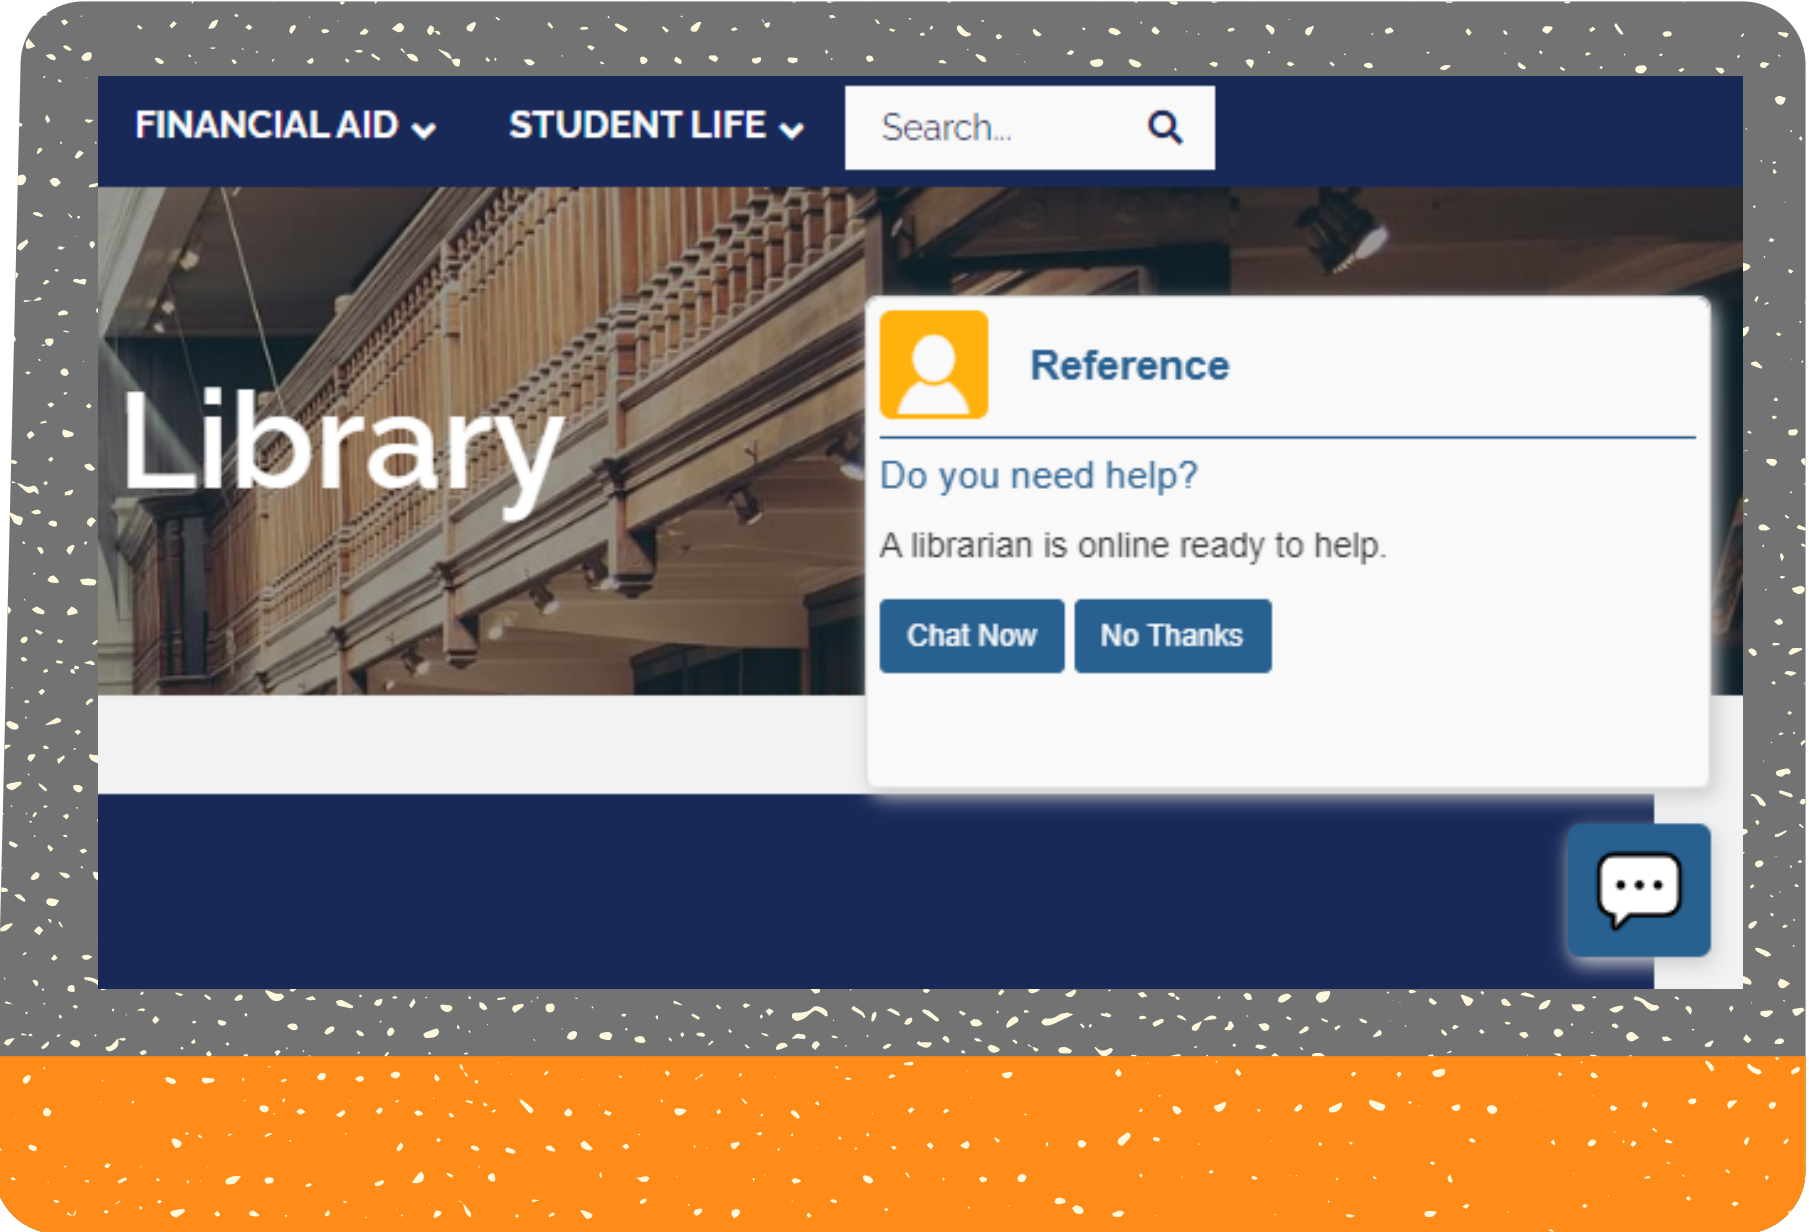 FINANCIAL AID STUDENT LIFE Search...
Library
Reference
Do you need help?
A librarian is online ready to help.
Chat Now No Thanks